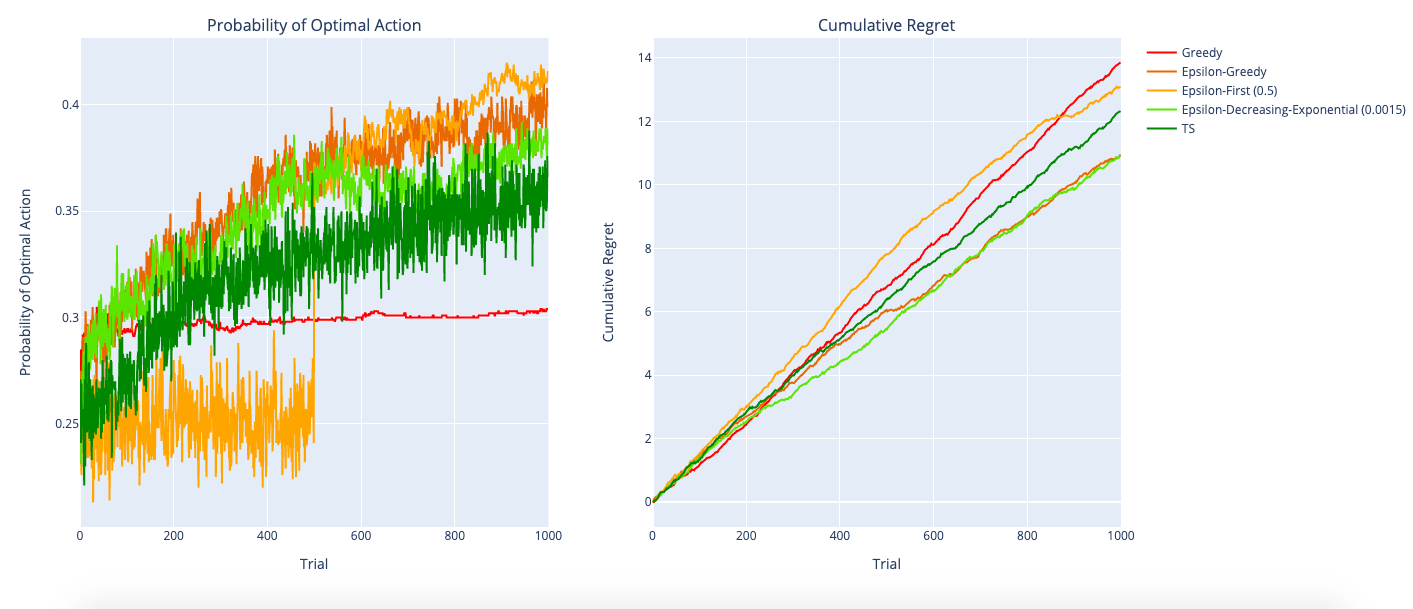 Probability of Optimal Action
Cumulative Regret
Probability of Optimal Action
0.4
0.35
0.3
0.25
0
200
400
600
800
1000
Trial
Cumulative Regret
14
12
10
8
6
4
2
0
0
200
400
600
800
1000
Trial
Greedy
Epsilon-Greedy
Epsilon-First (0.5)
Epsilon-Decreasing-Exponential (0.0015)
TS